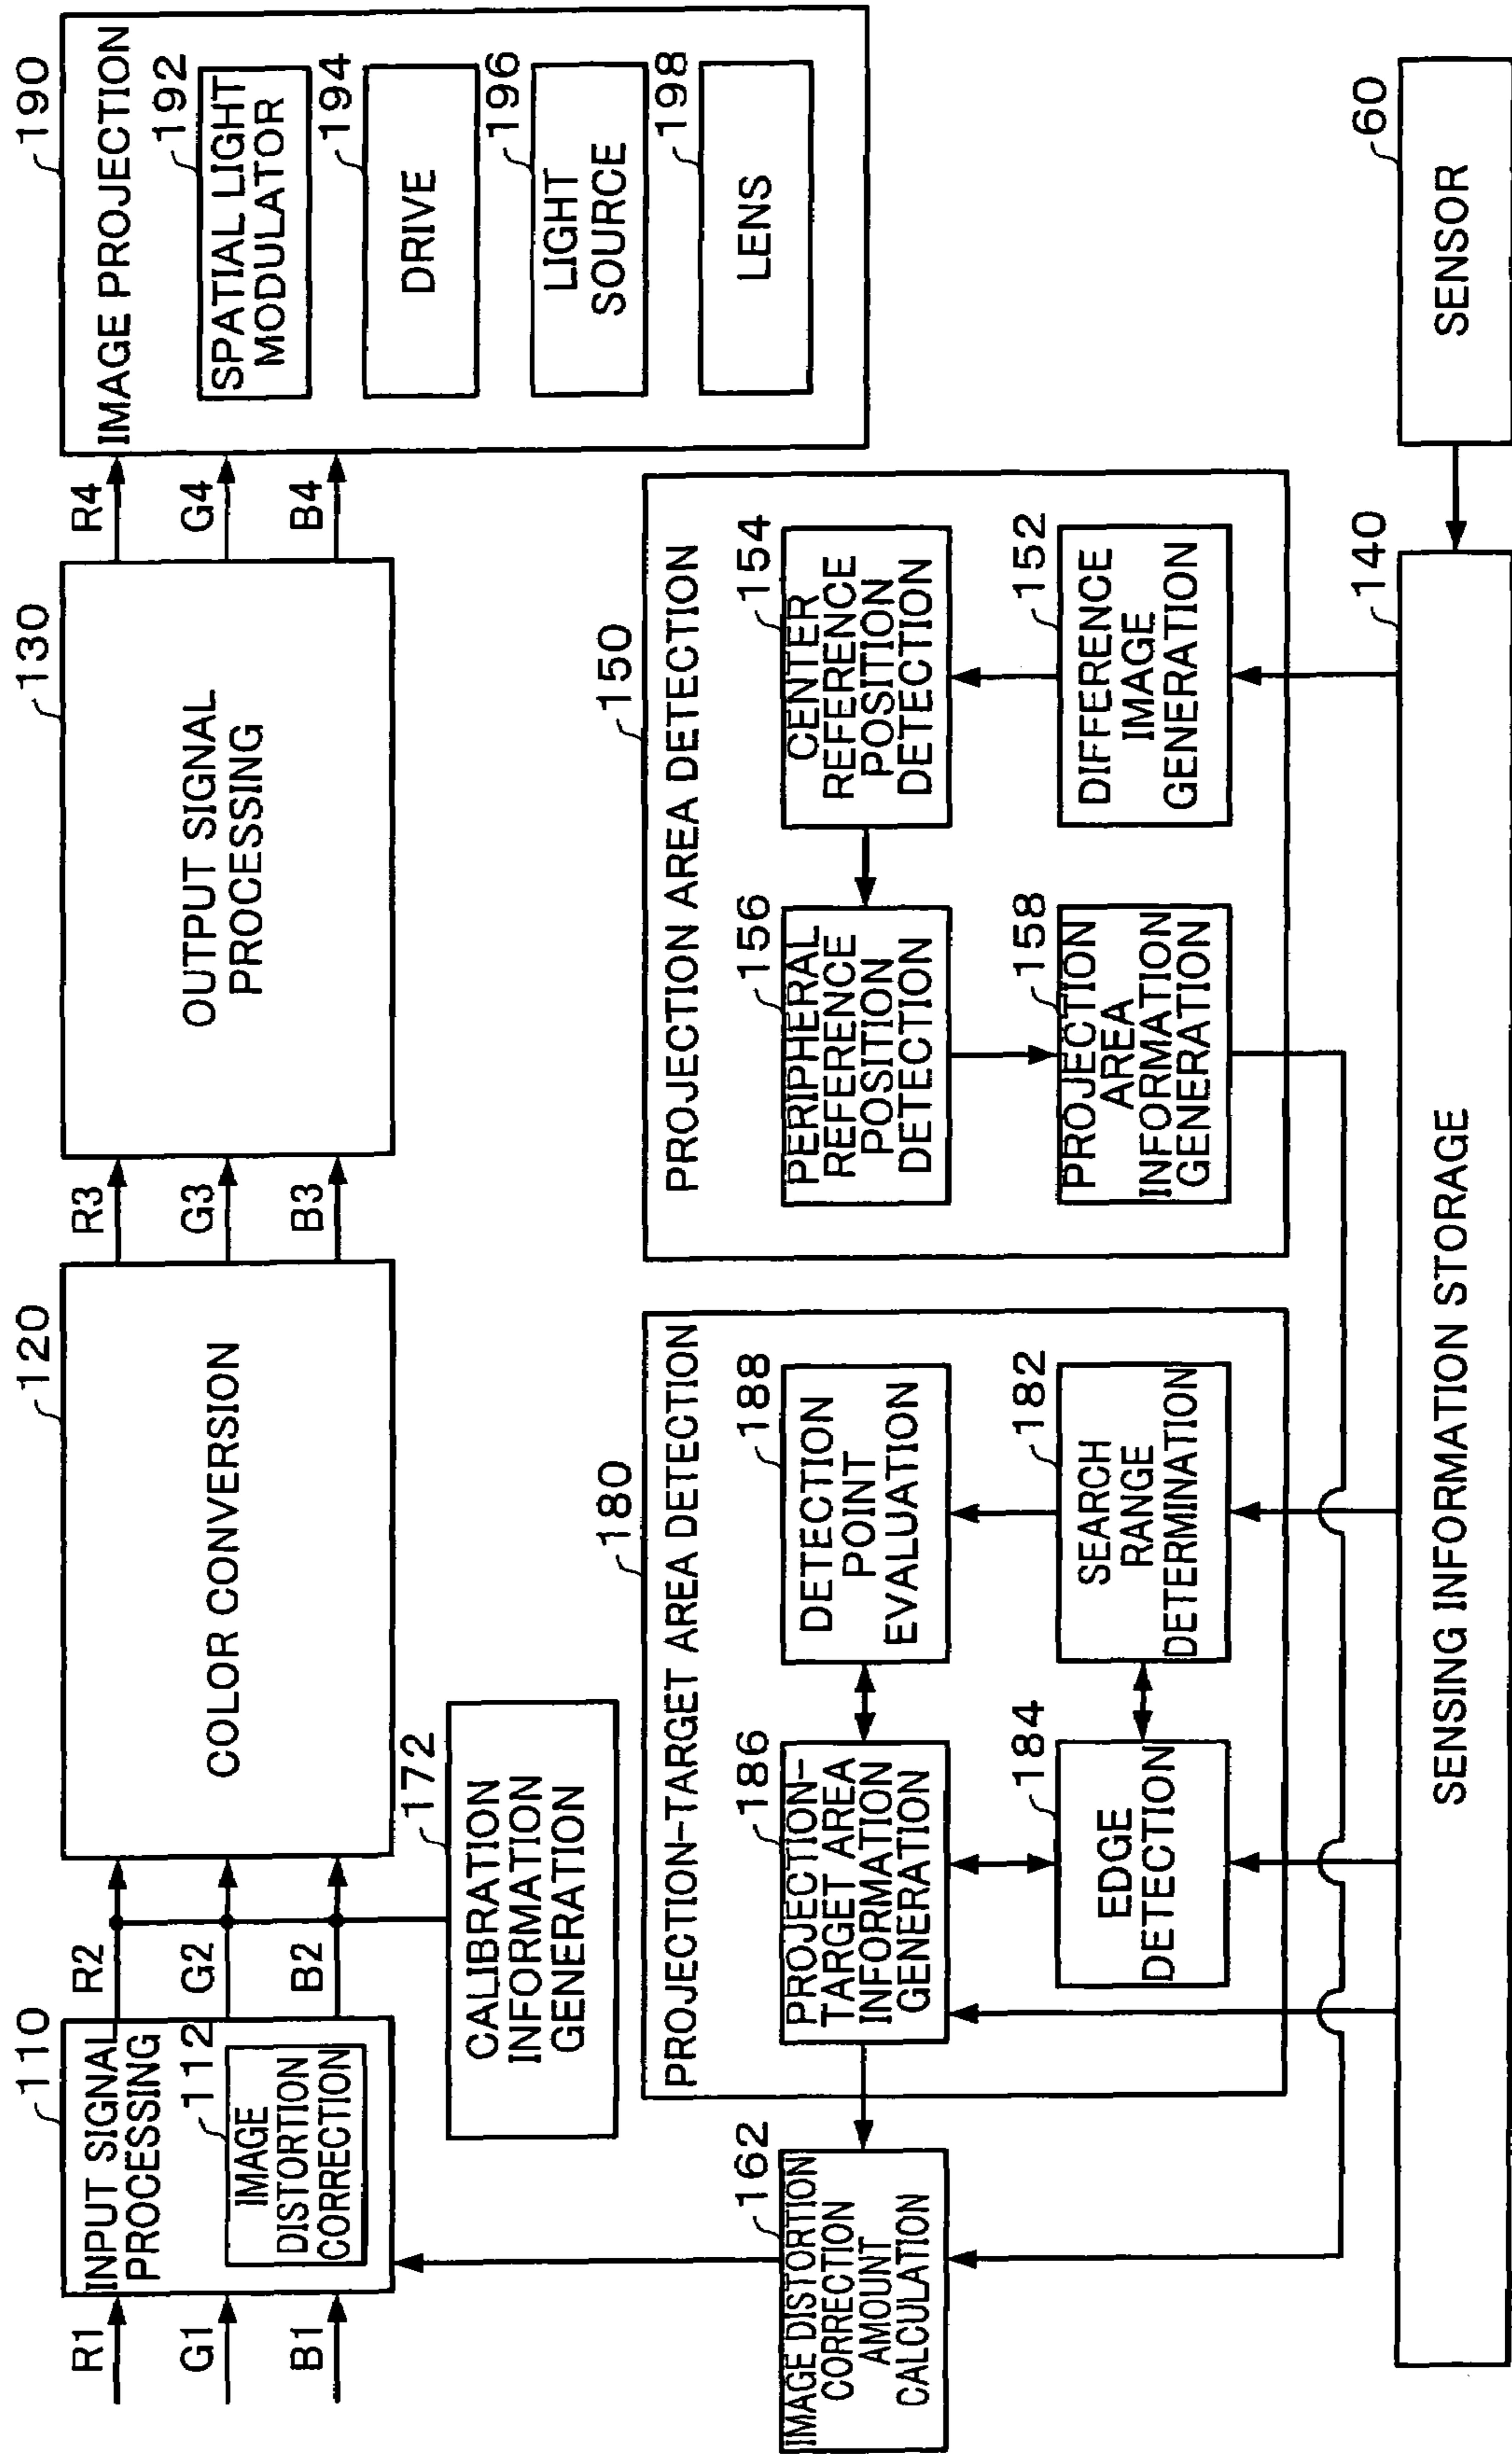 R1
G1
B1
110
INPUT SIGNAL
PROCESSING
112
IMAGE
DISTORTION
CORRECTION
R2
G2
B2
120
COLOR CONVERSION
R3
G3
B3
130
OUTPUT SIGNAL
PROCESSING
R4
G4
B4
190
IMAGE PROJECTION
192
SPATIAL LIGHT
MODULATOR
194
DRIVE
196
LIGHT
SOURCE
198
LENS
172
CALIBRATION
INFORMATION
GENERATION
162
IMAGE DISTORTION
CORRECTION
AMOUNT
CALCULATION
180
PROJECTION-TARGET AREA DETECTION
186
PROJECTION-
TARGET AREA
INFORMATION
GENERATION
188
DETECTION
POINT
EVALUATION
184
EDGE
DETECTION
182
SEARCH
RANGE
DETERMINATION
150
PROJECTION AREA DETECTION
156
PERIPHERAL
REFERENCE
POSITION
DETECTION
154
CENTER
REFERENCE
POSITION
DETECTION
158
PROJECTION
AREA
INFORMATION
GENERATION
152
DIFFERENCE
IMAGE
GENERATION
140
SENSING INFORMATION STORAGE
60
SENSOR